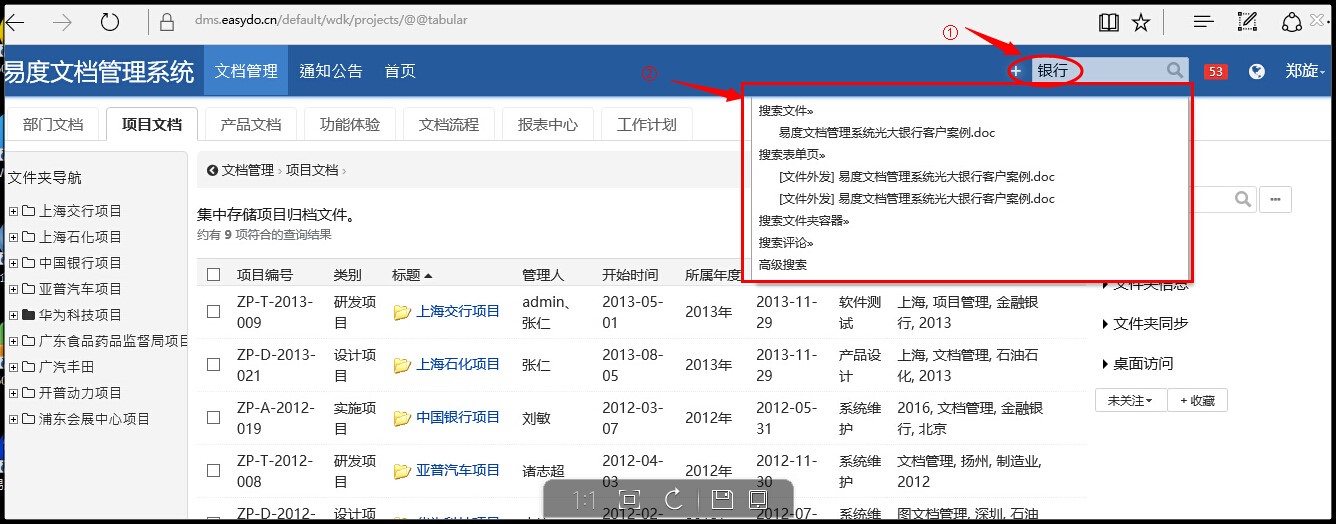 dms.easydo.cn/default/wdk/projects/@@tabular
①
易度文档管理系统 文档管理 通知公告 首页 + 银行 53 郑旋
②
搜索文件»
易度文档管理系统光大银行客户案例.doc
搜索表单页»
[文件外发] 易度文档管理系统光大银行客户案例.doc
[文件外发] 易度文档管理系统光大银行客户案例.doc
搜索文件夹容器»
搜索评论»
高级搜索
部门文档 项目文档 产品文档 功能体验 文档流程 报表中心 工作计划
文件夹导航
上海交行项目
上海石化项目
中国银行项目
亚普汽车项目
华为科技项目
广东食品药品监督局项目
广汽丰田
开普动力项目
浦东会展中心项目
文档管理 › 项目文档 ›
集中存储项目归档文件。
约有 9 项符合的查询结果
项目编号 类别 标题 管理人 开始时间 所属年度
ZP-T-2013- 研发项 上海交行项目 admin、 2013-05- 2013年 2013-11- 软件测 上海, 项目管理, 金融银
009 目 张仁 01 29 试 行, 2013
ZP-D-2013- 设计项 上海石化项目 张仁 2013-08- 2013年 2013-11- 产品设 上海, 文档管理, 石油石
021 目 05 29 计 化, 2013
ZP-A-2012- 实施项 中国银行项目 刘敏 2012-03- 2012年 2012-05- 系统维 2016, 文档管理, 金融银
019 目 07 31 护 行, 北京
ZP-T-2012- 研发项 亚普汽车项目 诸志超 2012-04- 2012年 2012-11- 系统维 文档管理, 扬州, 制造业,
008 目 03 30 护 2012
ZP-D-2012- 设计项 华为科技项目 2012-02- 2012-07- 系统维 图文档管理, 深圳, 石油
文件夹信息
文件夹同步
桌面访问
未关注 + 收藏
1:1